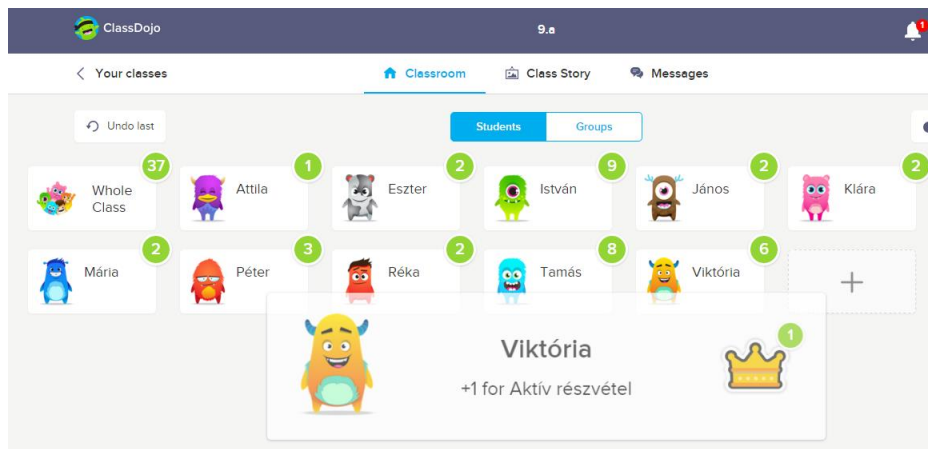 ClassDojo
9.a
1
Your classes
Classroom
Class Story
Messages
Undo last
Students
Groups
37
Whole
Class
1
Attila
2
Eszter
9
István
2
János
2
Klára
2
Mária
3
Péter
2
Réka
8
Tamás
6
Viktória
+
Viktória
+1 for Aktív részvétel
1